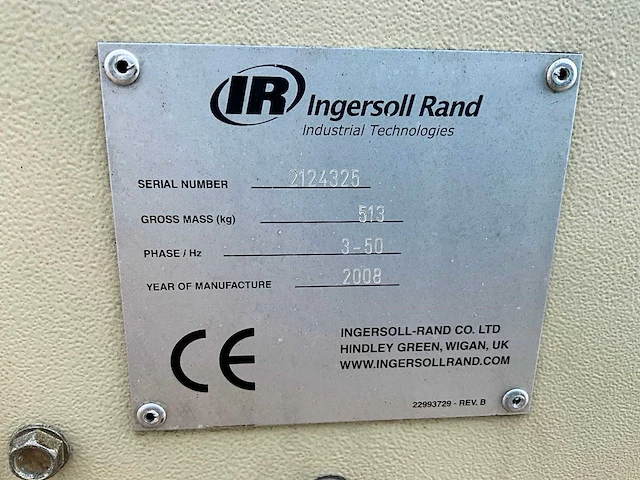 IR Ingersoll Rand
Industrial Technologies
SERIAL NUMBER 2124325
GROSS MASS (kg) 513
PHASE / Hz 3-50
YEAR OF MANUFACTURE 2008
CE
INGERSOLL-RAND CO. LTD
HINDLEY GREEN, WIGAN, UK
WWW.INGERSOLLRAND.COM
22993729 - REV. B